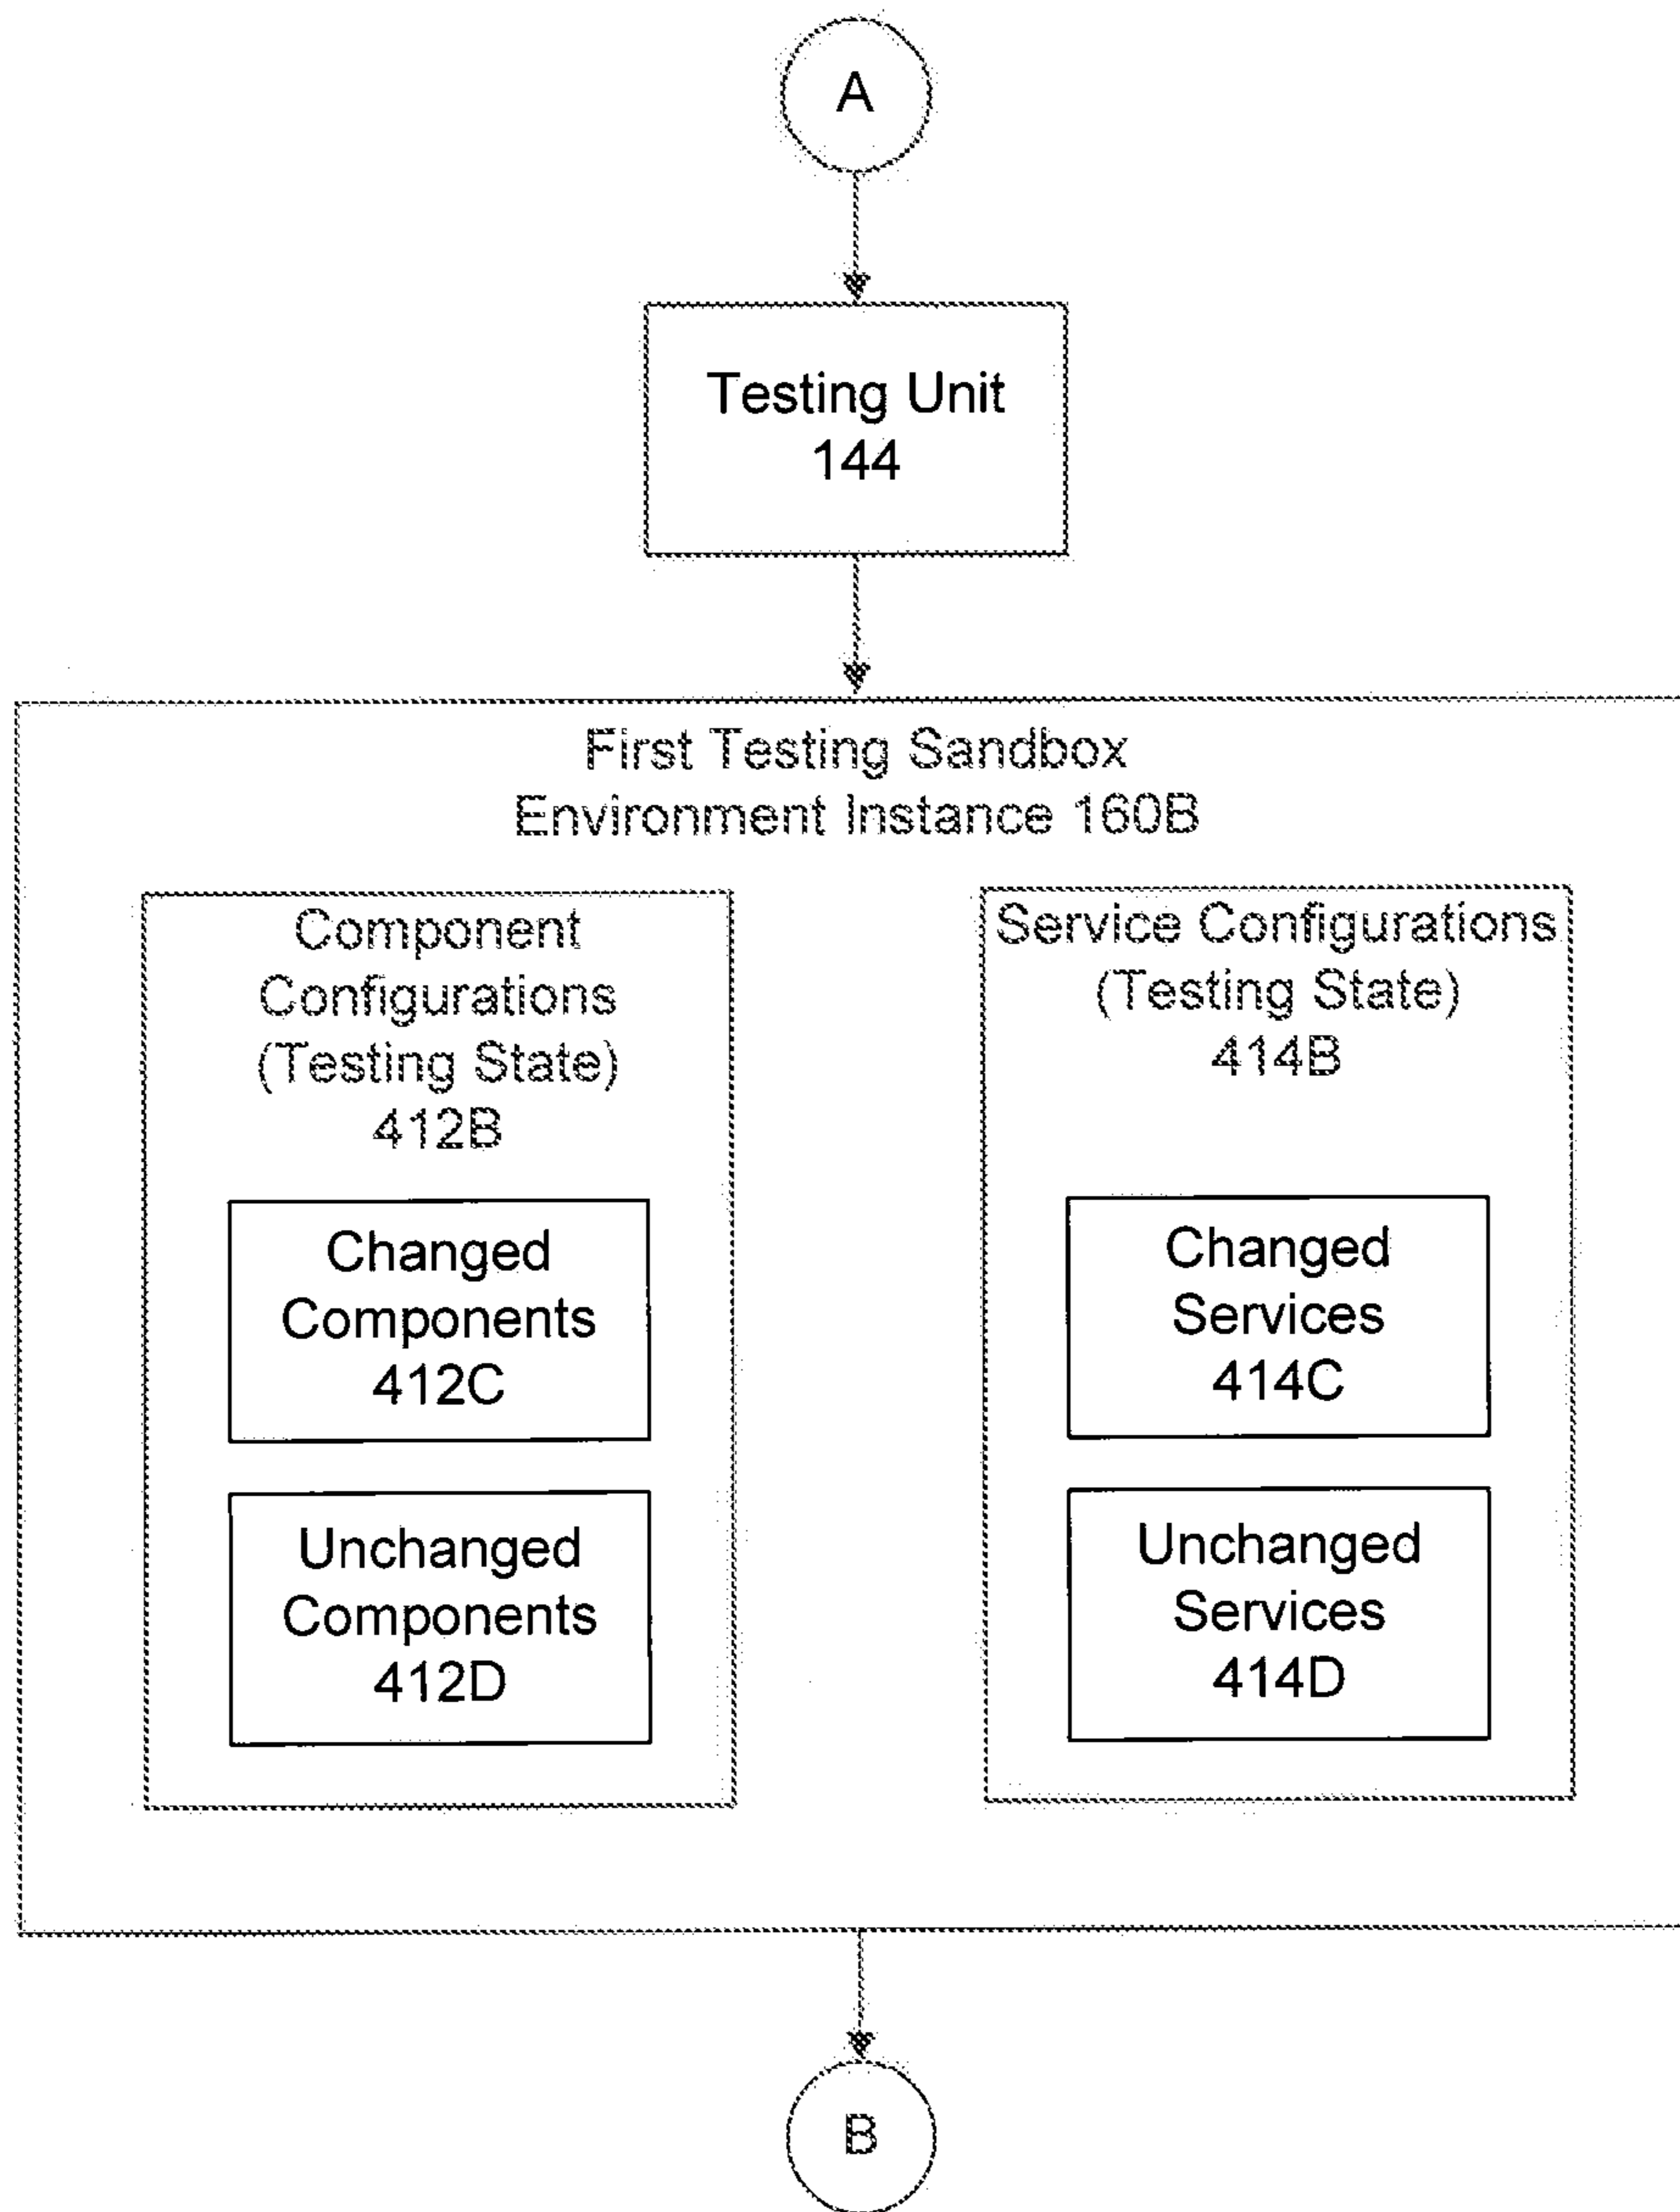 A
Testing Unit
144
First Testing Sandbox
Environment Instance 160B
Component
Configurations
(Testing State)
412B
Changed
Components
412C
Unchanged
Components
412D
Service Configurations
(Testing State)
414B
Changed
Services
414C
Unchanged
Services
414D
B